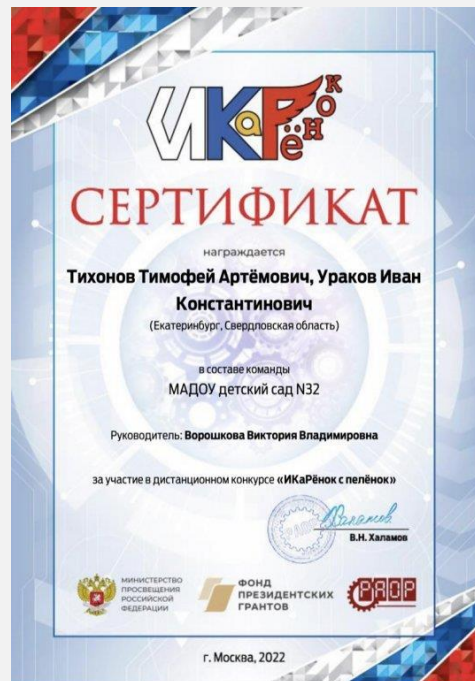 ИКаРёнок
СЕРТИФИКАТ
награждается
Тихонов Тимофей Артёмович, Ураков Иван
Константинович
(Екатеринбург, Свердловская область)
в составе команды
МАДОУ детский сад N32
Руководитель: Ворошкова Виктория Владимировна
за участие в дистанционном конкурсе «ИКаРёнок с пелёнок»
В.Н. Халамов
МИНИСТЕРСТВО
ПРОСВЕЩЕНИЯ
РОССИЙСКОЙ
ФЕДЕРАЦИИ
ФОНД
ПРЕЗИДЕНТСКИХ
ГРАНТОВ
РАОР
г. Москва, 2022